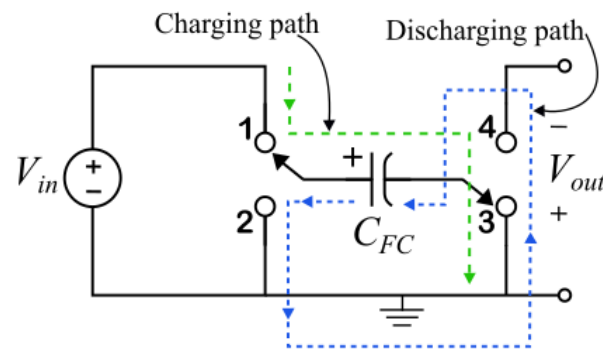 Charging path
Discharging path
1
4
+
−
V_in
+
−
V_out
2
C_FC
3
+